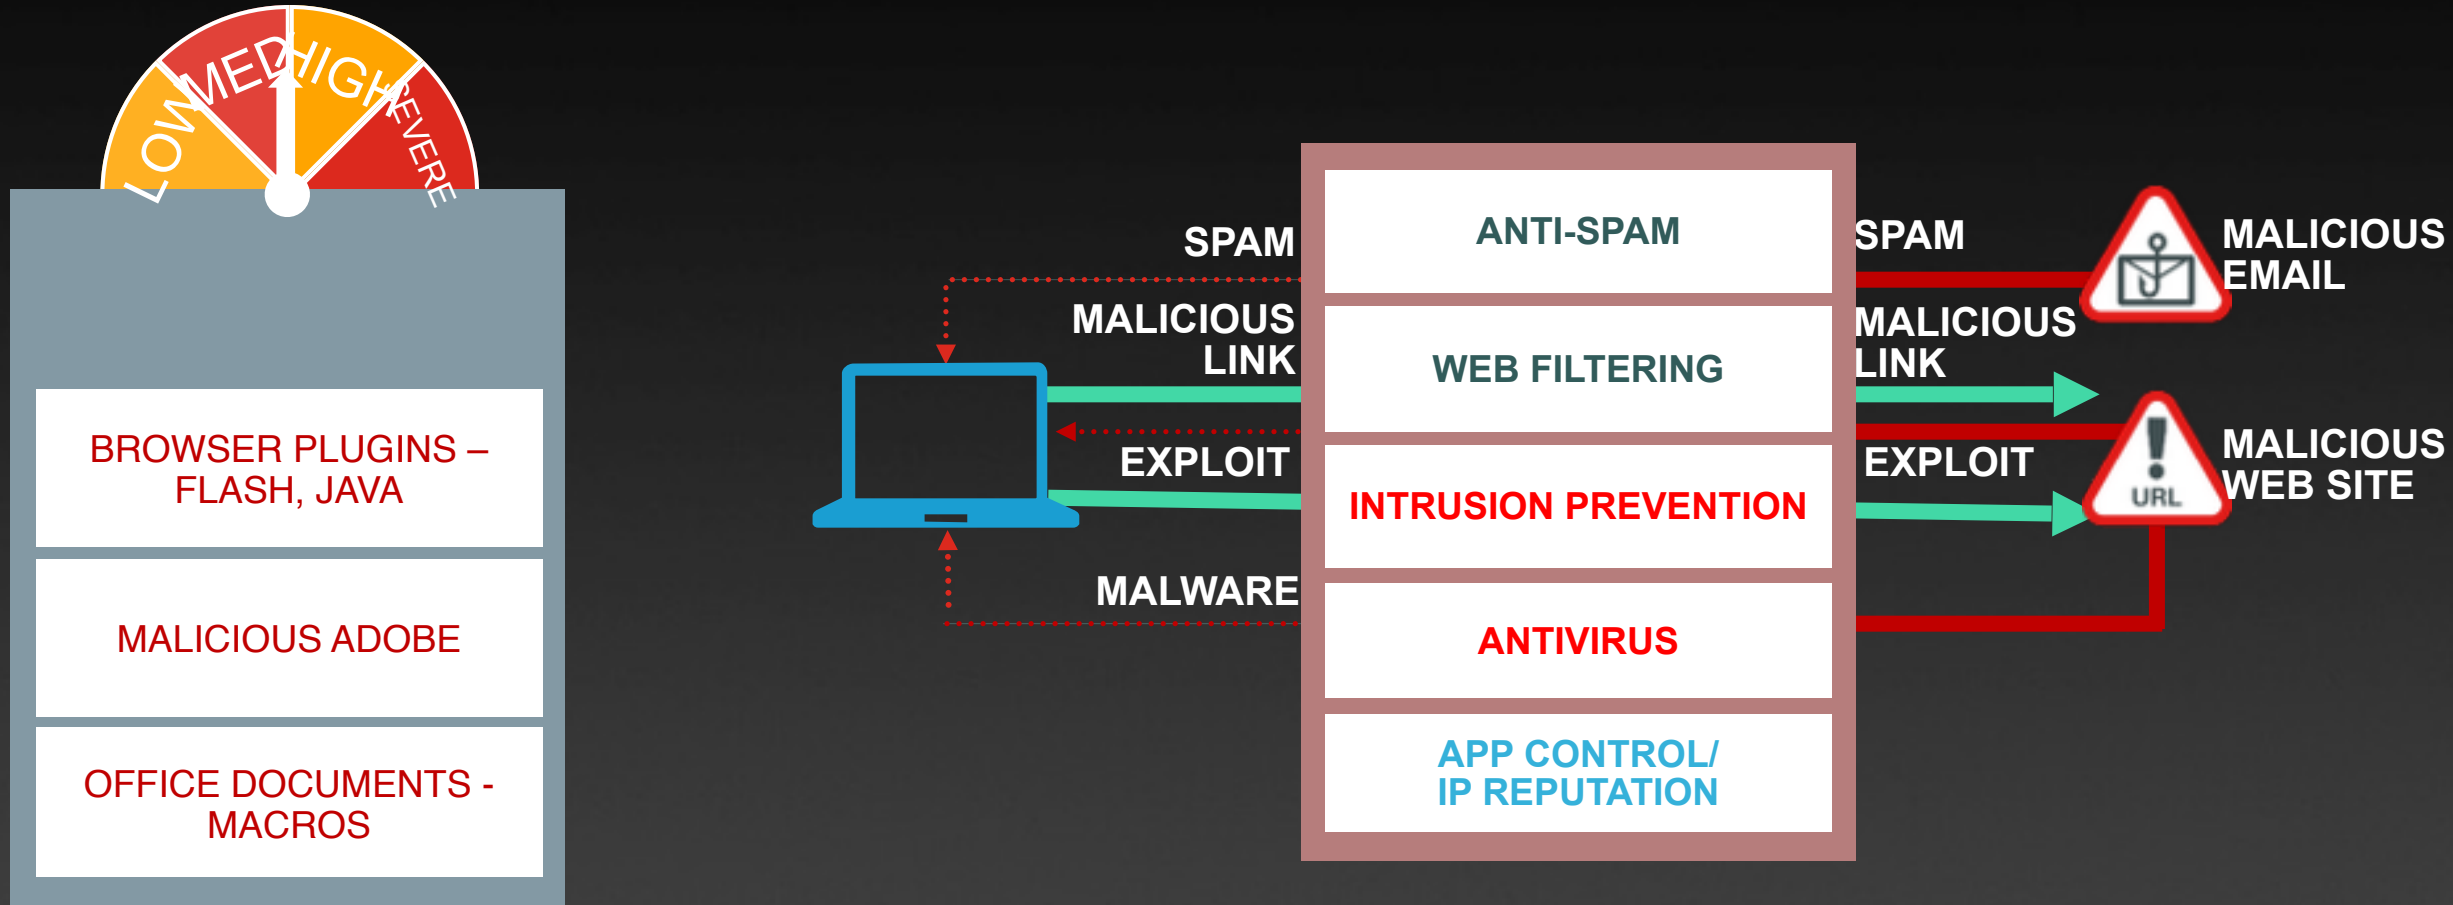 LOW
MED
HIGH
SEVERE
BROWSER PLUGINS –
FLASH, JAVA
MALICIOUS ADOBE
OFFICE DOCUMENTS -
MACROS
SPAM
MALICIOUS
LINK
EXPLOIT
MALWARE
ANTI-SPAM
WEB FILTERING
INTRUSION PREVENTION
ANTIVIRUS
APP CONTROL/
IP REPUTATION
SPAM
MALICIOUS
LINK
EXPLOIT
MALICIOUS
EMAIL
URL
MALICIOUS
WEB SITE